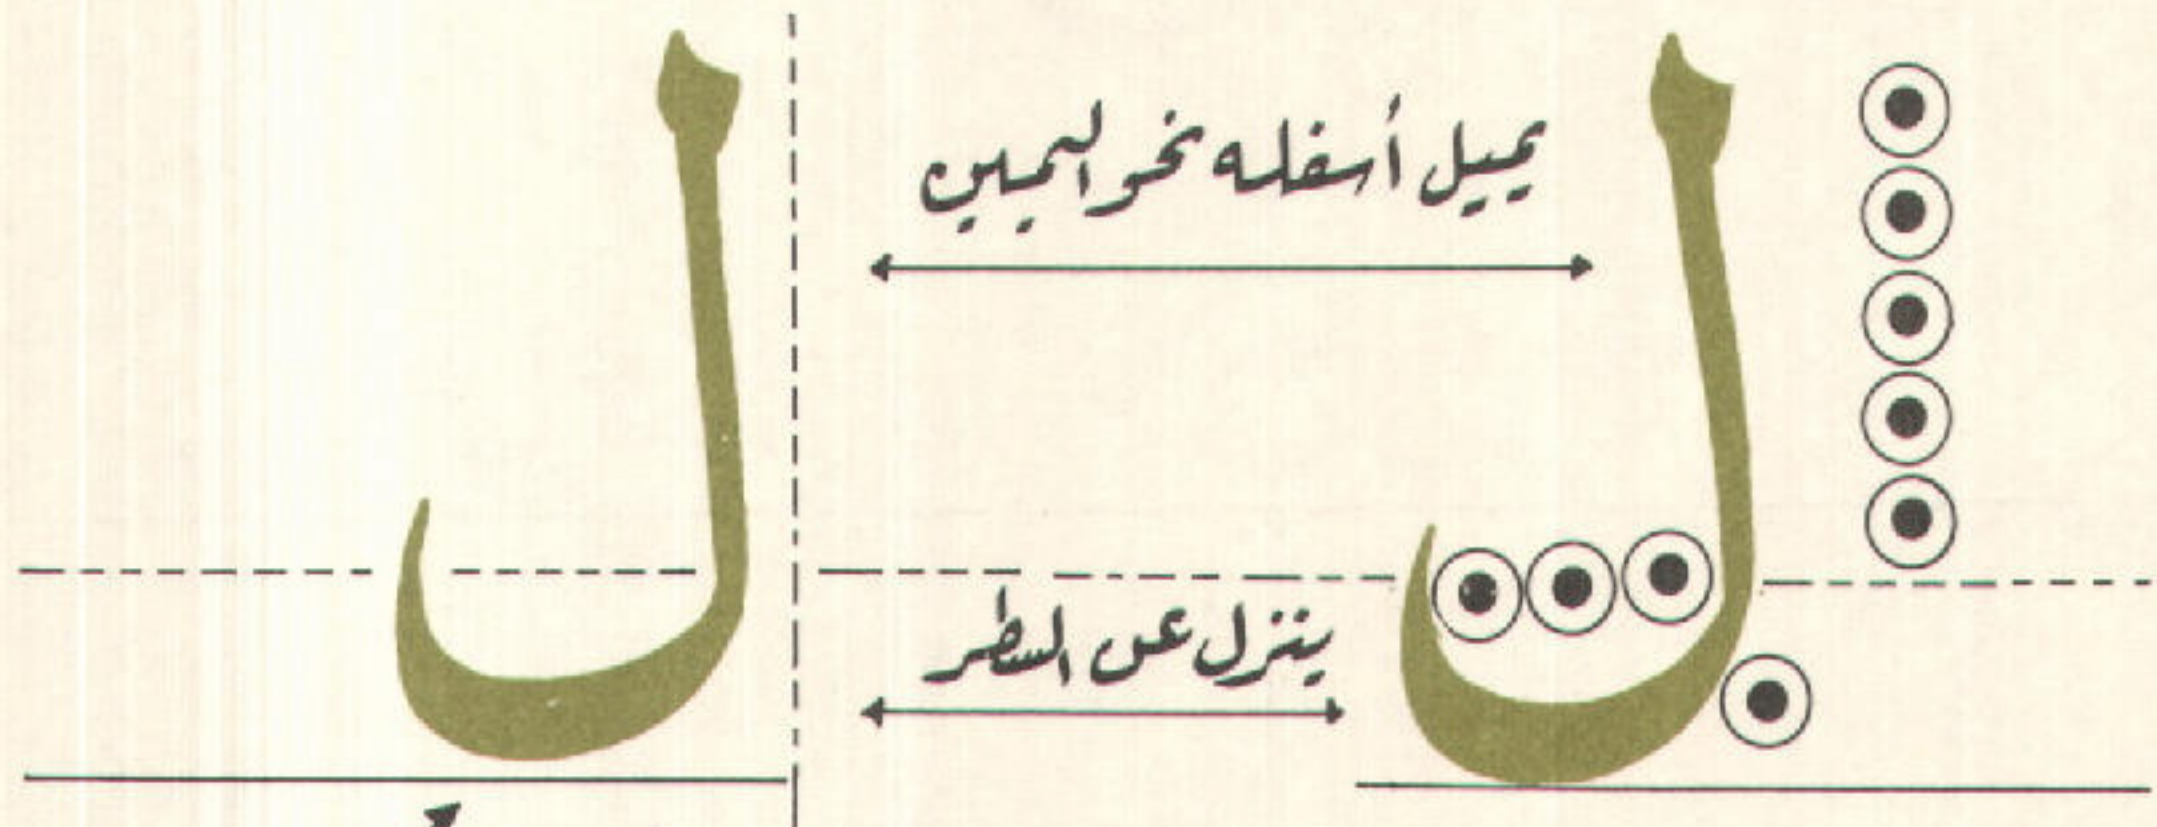 ل
يميل أسفله نحو اليمين
ل
ينزل عن السطر